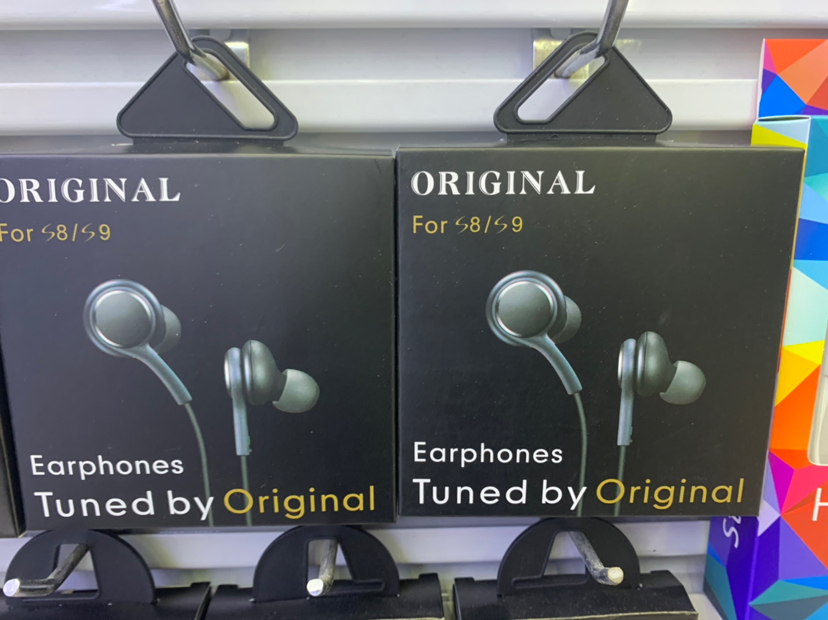 ORIGINAL
For S8/S9
Earphones
Tuned by Original
ORIGINAL
For S8/S9
Earphones
Tuned by Original